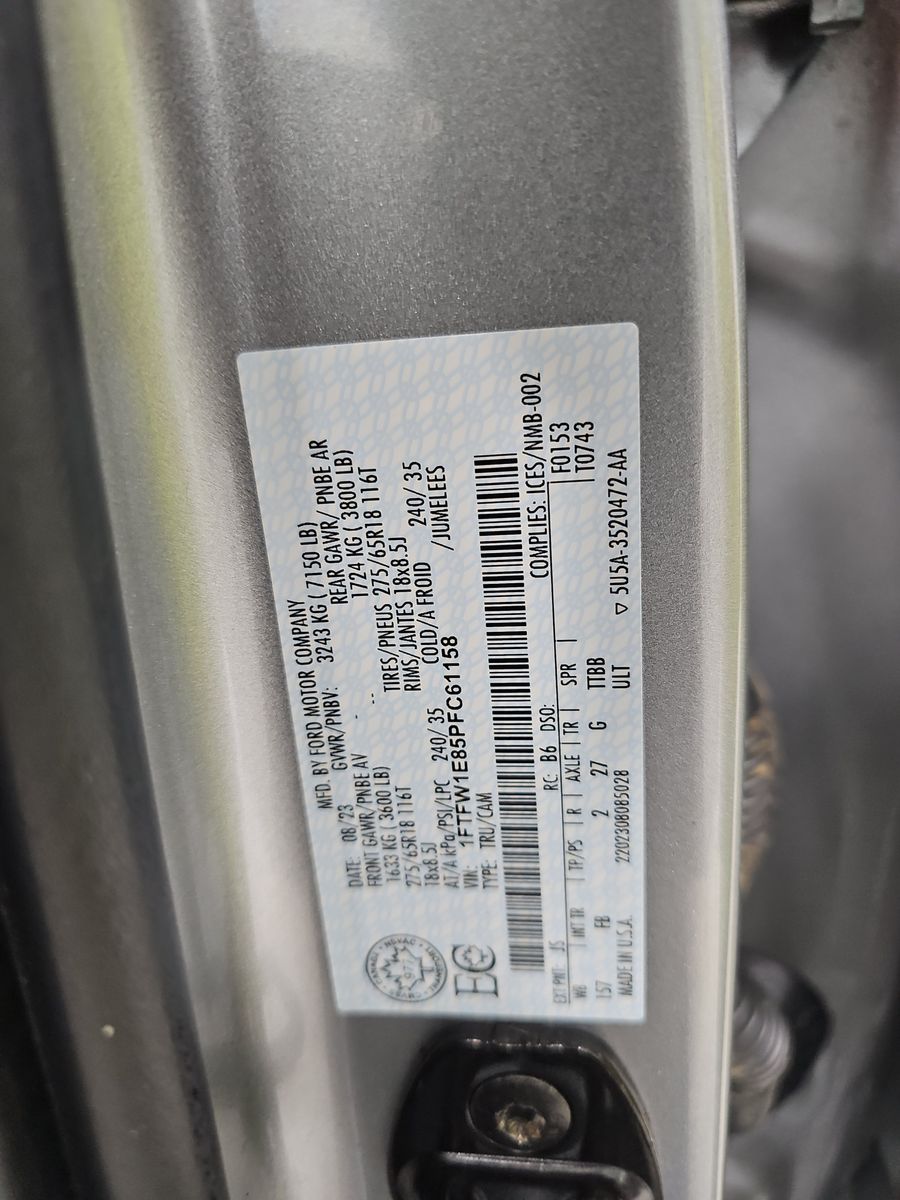 MFD. BY FORD MOTOR COMPANY
DATE: 08/23 GVWR/PNBV: 3243 KG ( 7150 LB)
FRONT GAWR/PNBE AV REAR GAWR/ PNBE AR
1633 KG (3600 LB) 1724 KG ( 3800 LB)
275/65R18 116T TIRES/PNEUS 275/65R18 116T
18x8.5J RIMS/JANTES 18x8.5J
AT/A kPa/PSI/LPC 240/35 COLD/A FROID 240/35
VIN: 1FTFW1E85PFC61158 /JUMELEES
TYPE: TRU/CAM
EXT PNT: JS RC: B6 DSO: COMPLIES: ICES/NMB-002
WB INT TR TP/PS R AXLE TR SPR F0153
157 FB 2 27 G TTBB T0743
MADE IN U.S.A. 2202308085028 ULT ▽ 5U5A-3520472-AA